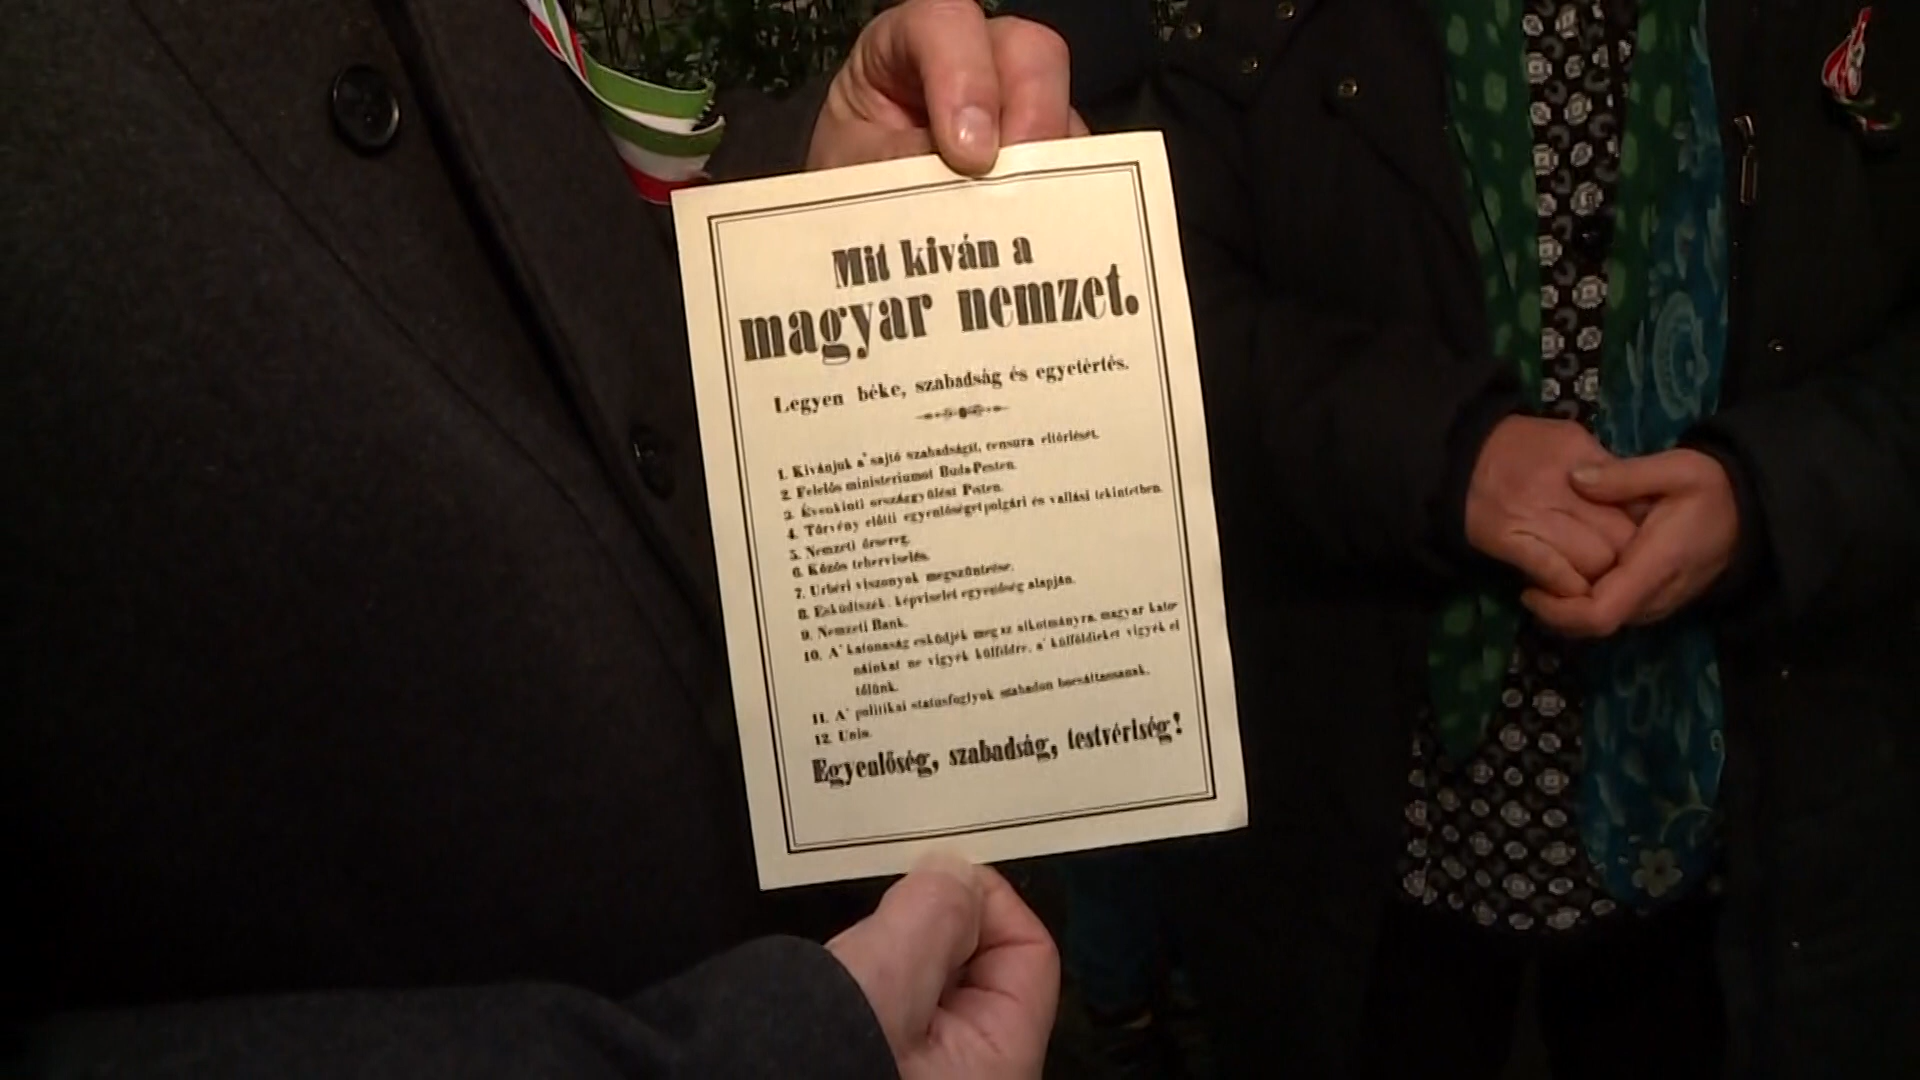 Mit kiván a
magyar nemzet.
Legyen béke, szabadság és egyetértés.
1. Kivánjuk a' sajtó szabadságát, censura eltörlését.
2. Felelős ministeriumot Buda-Pesten.
3. Évenkinti országgyülést Pesten.
4. Törvény előtti egyenlőséget polgári és vallási tekintetben.
5. Nemzeti őrsereg.
6. Közös teherviselés.
7. Urbéri viszonyok megszüntetése.
8. Esküdtszék, képviselet egyenlőség alapján.
9. Nemzeti Bank.
10. A' katonaság esküdjék meg az alkotmányra, magyar kato-
náinkat ne vigyék külföldre, a' külföldieket vigyék el
tőlünk.
11. A' politikai statusfoglyok szabadon bocsáttassanak.
12. Unio.
Egyenlőség, szabadság, testvériség!